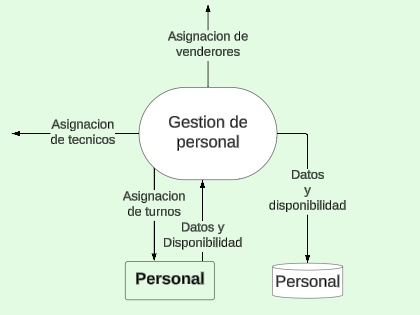 Asignacion de
venderores
Gestion de
personal
Asignacion
de tecnicos
Asignacion
de turnos
Datos y
Disponibilidad
Datos
y
disponibilidad
Personal
Personal